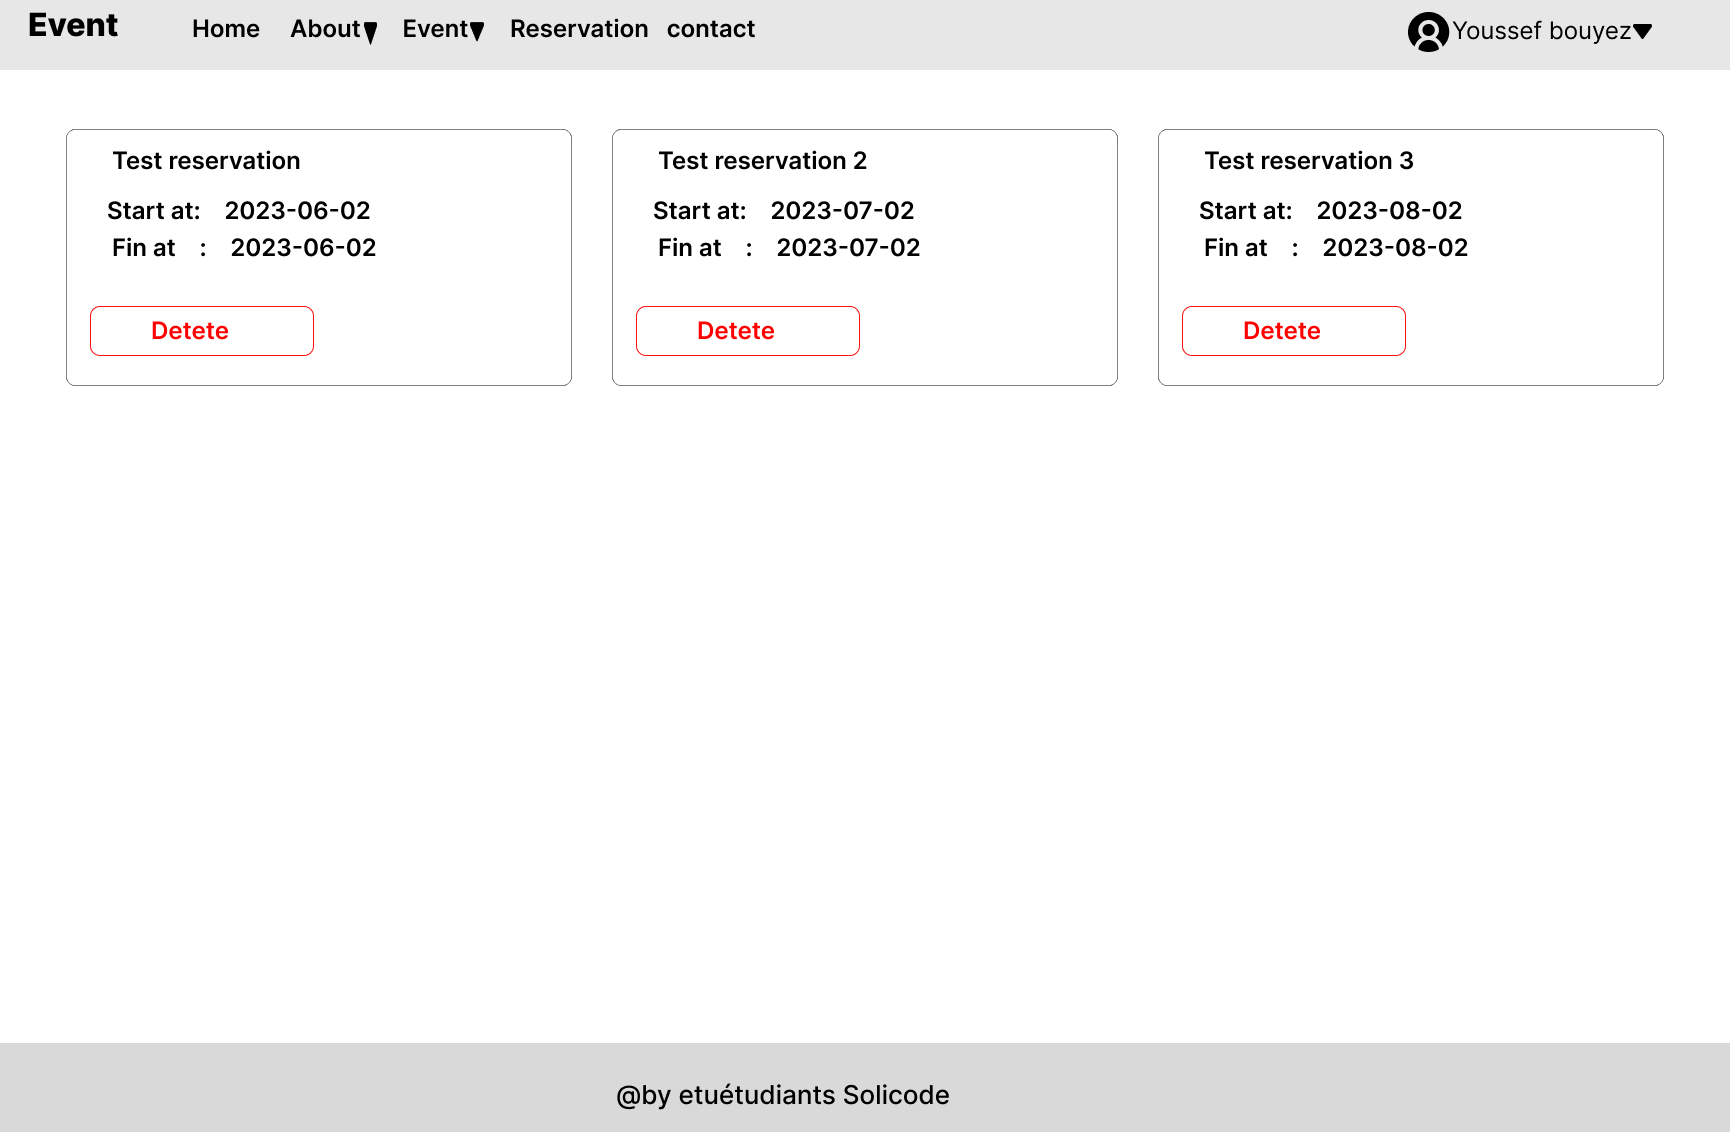 Event Home About Event Reservation contact Youssef bouyez
Test reservation
Start at: 2023-06-02
Fin at : 2023-06-02
Detete
Test reservation 2
Start at: 2023-07-02
Fin at : 2023-07-02
Detete
Test reservation 3
Start at: 2023-08-02
Fin at : 2023-08-02
Detete
@by etuétudiants Solicode